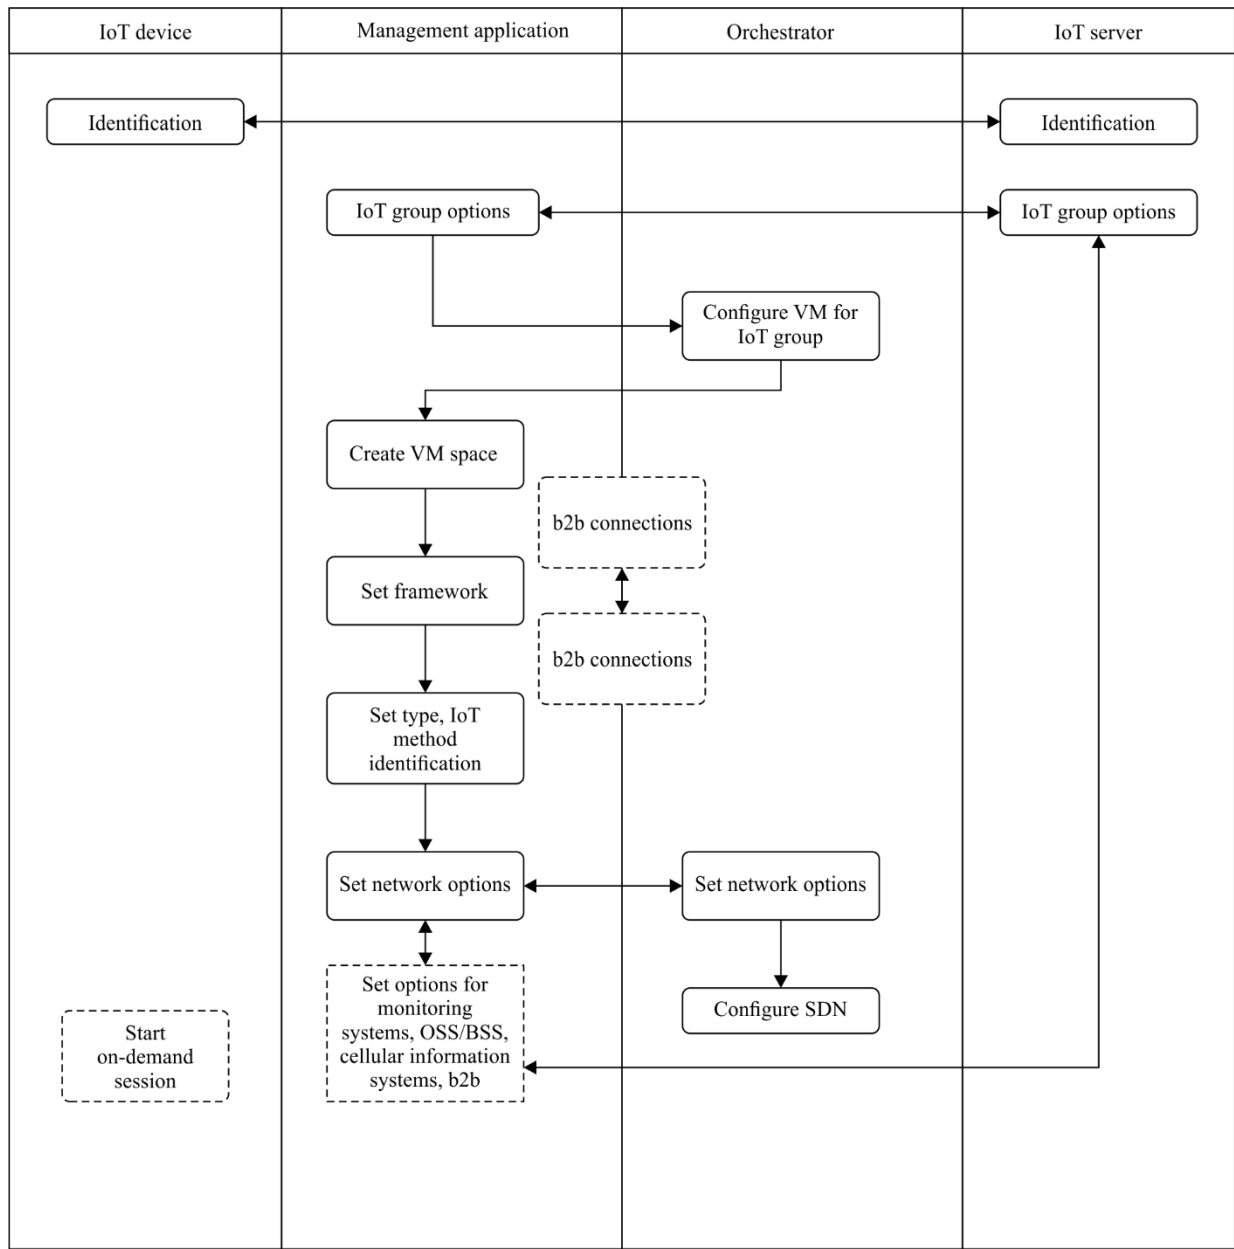 IoT device
Management application
Orchestrator
IoT server
Identification
Identification
IoT group options
IoT group options
Configure VM for
IoT group
Create VM space
b2b connections
Set framework
b2b connections
Set type, IoT
method
identification
Set network options
Set network options
Set options for
monitoring
systems, OSS/BSS,
cellular information
systems, b2b
Configure SDN
Start
on-demand
session